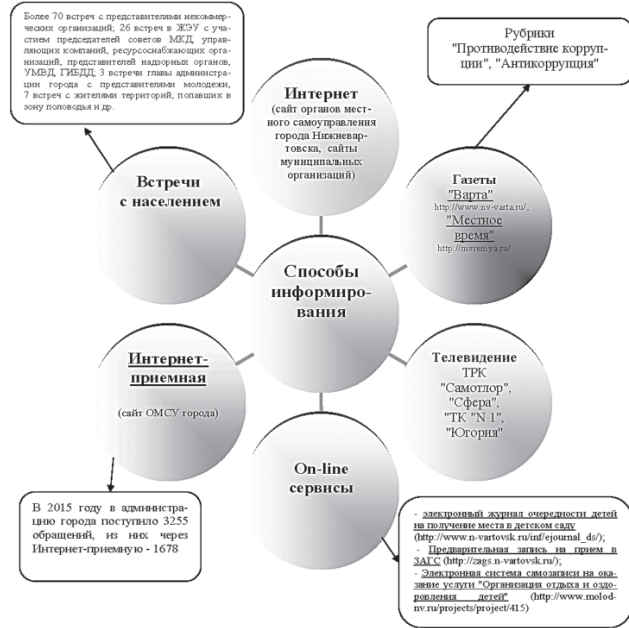 Более 70 встреч с представителями некоммер-
ческих организаций; 26 встреч в ЖЭУ с уча-
стием председателей советов МКД, управ-
ляющих компаний, ресурсоснабжающих орга-
низаций, представителей надзорных органов,
УМВД, ГИБДД; 3 встречи главы администра-
ции города с представителями молодежи,
7 встреч с жителями территорий, попавших в
зону половодья и др.
Рубрики
"Противодействие корруп-
ции", "Антикоррупция"
Интернет
(сайт органов мест-
ного самоуправления
города Нижневар-
товска, сайты
муниципальных
организаций)
Встречи
с населением
Газеты
"Варта"
http://www.nv-varta.ru/,
"Местное
время"
http://mvremya.ru/
Способы
информиро-
вания
Интернет-
приемная
(сайт ОМСУ города)
Телевидение
ТРК
"Самотлор",
"Сфера",
"ТК "N 1",
"Югория"
On-line
сервисы
В 2015 году в администра-
цию города поступило 3255
обращений, из них через
Интернет-приемную - 1678
- электронный журнал очередности детей
на получение места в детском саду
(http://www.n-vartovsk.ru/inf/ejournal_ds/);
- Предварительная запись на прием в
ЗАГС (http://zags.n-vartovsk.ru/);
- Электронная система самозаписи на ока-
зание услуги "Организация отдыха и оздо-
ровления детей" (http://www.molod-
nv.ru/projects/project/415)